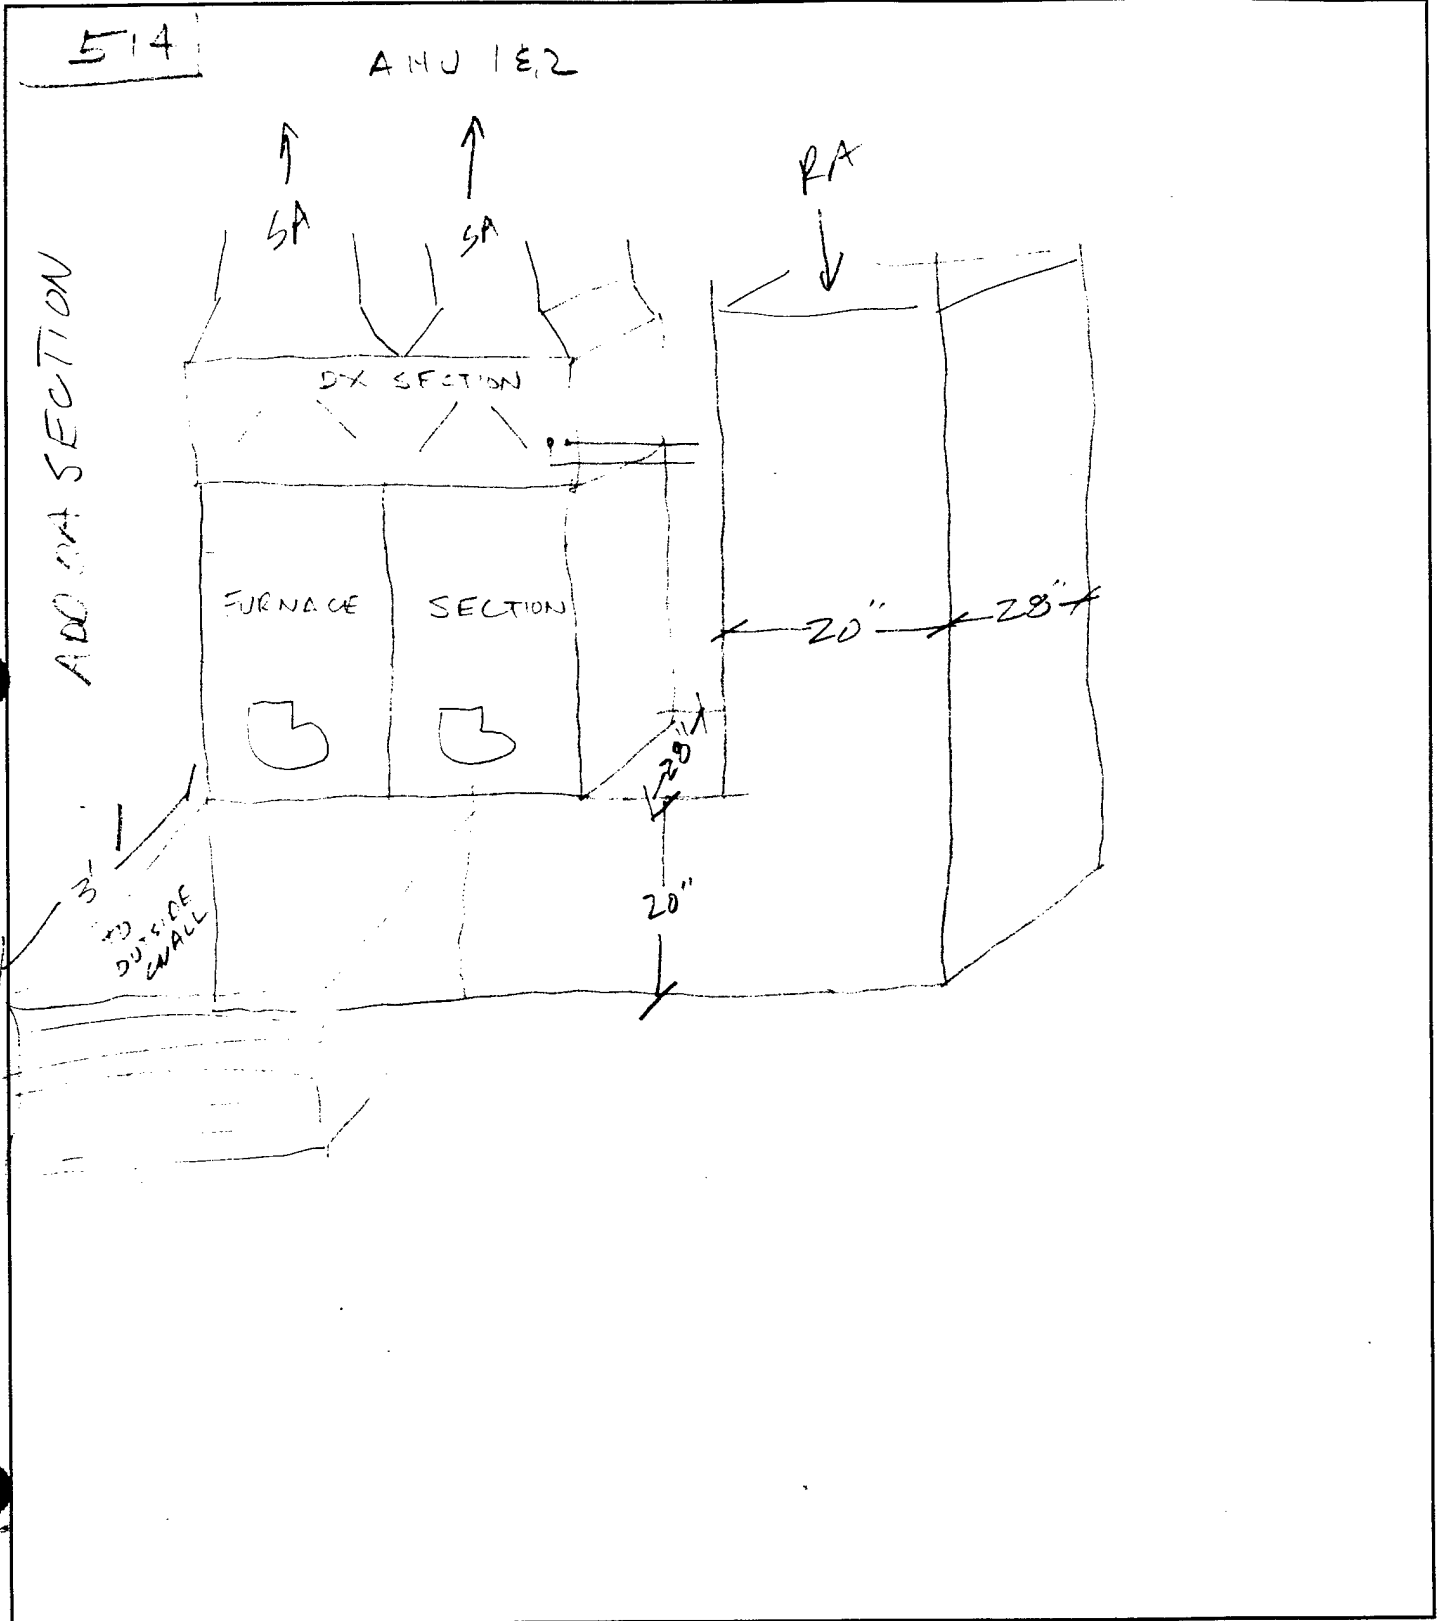 514
AHU 1 & 2
SA
SA
RA
ADD OA SECTION
DX SECTION
FURNACE SECTION
20"
28"
28"
20"
3'
TO
OUTSIDE
WALL